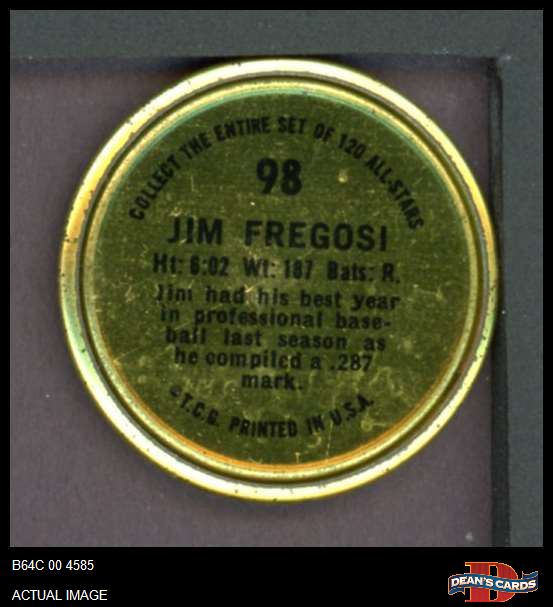 COLLECT THE ENTIRE SET OF 120 ALL-STARS
98
JIM FREGOSI
Ht: 6:02 Wt: 187 Bats: R.
Jim had his best year
in professional base-
ball last season as
he compiled a .287
mark.
©T.C.G. PRINTED IN U.S.A.
B64C 00 4585
ACTUAL IMAGE
D
DEAN'S CARDS